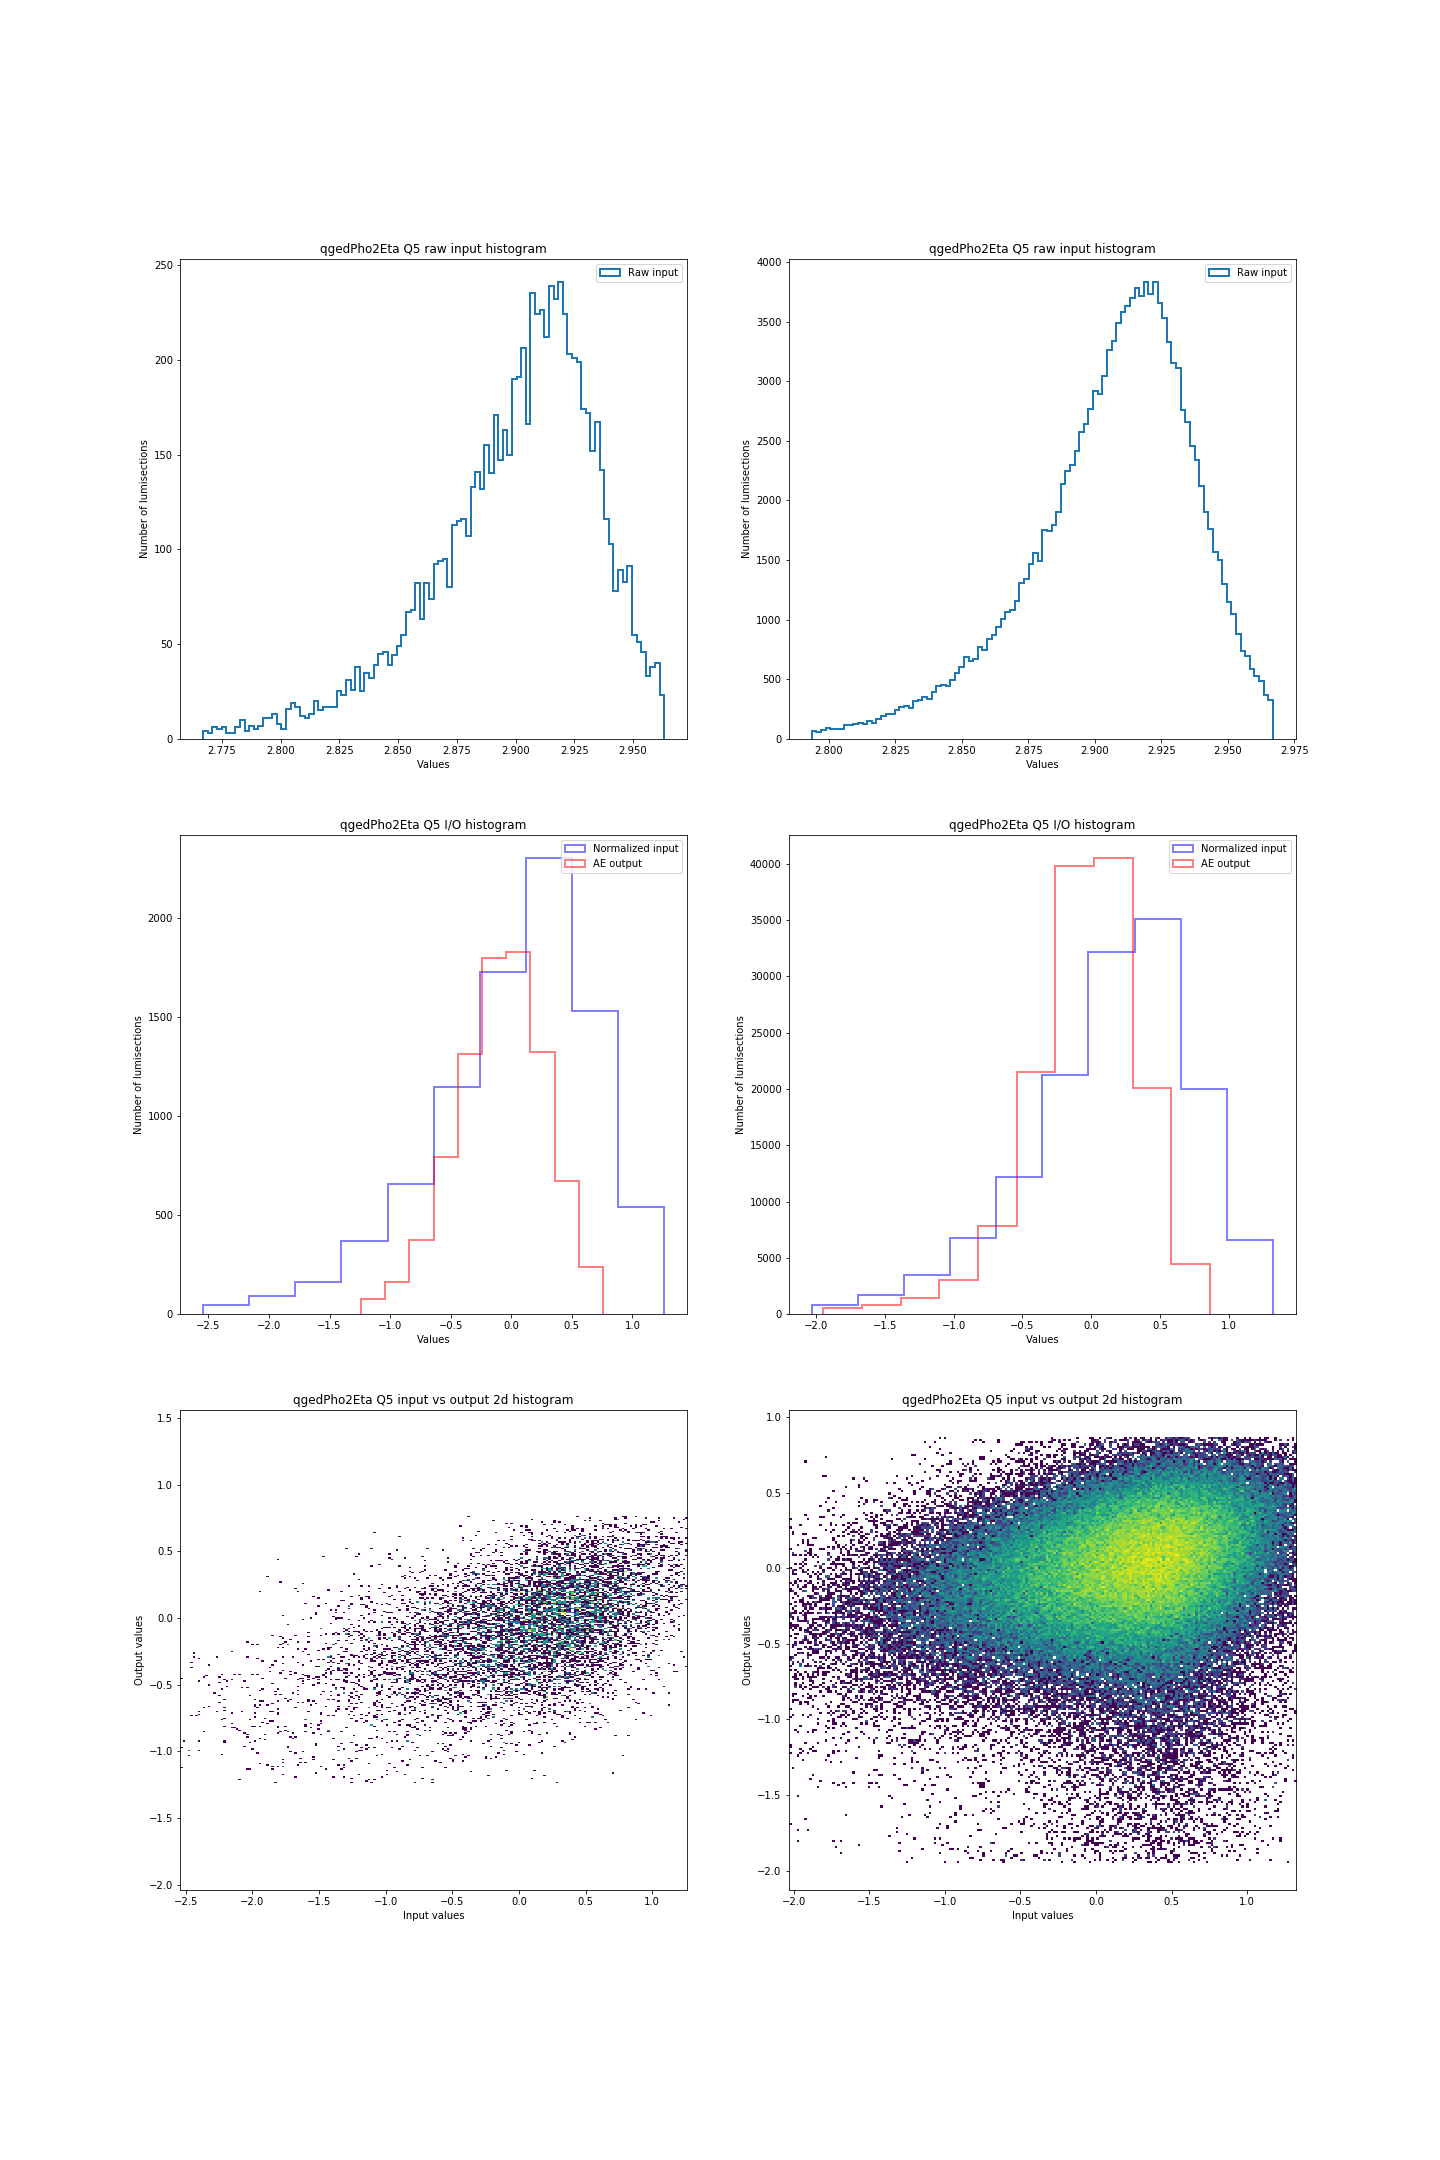 qgedPho2Eta Q5 raw input histogram
Raw input
250
200
150
100
50
0
Number of lumisections
2.775 2.800 2.825 2.850 2.875 2.900 2.925 2.950
Values
qgedPho2Eta Q5 raw input histogram
Raw input
4000
3500
3000
2500
2000
1500
1000
500
0
Number of lumisections
2.800 2.825 2.850 2.875 2.900 2.925 2.950 2.975
Values
qgedPho2Eta Q5 I/O histogram
Normalized input
AE output
2000
1500
1000
500
0
Number of lumisections
−2.5 −2.0 −1.5 −1.0 −0.5 0.0 0.5 1.0
Values
qgedPho2Eta Q5 I/O histogram
Normalized input
AE output
40000
35000
30000
25000
20000
15000
10000
5000
0
Number of lumisections
−2.0 −1.5 −1.0 −0.5 0.0 0.5 1.0
Values
qgedPho2Eta Q5 input vs output 2d histogram
1.5
1.0
0.5
0.0
−0.5
−1.0
−1.5
−2.0
Output values
−2.5 −2.0 −1.5 −1.0 −0.5 0.0 0.5 1.0
Input values
qgedPho2Eta Q5 input vs output 2d histogram
1.0
0.5
0.0
−0.5
−1.0
−1.5
−2.0
Output values
−2.0 −1.5 −1.0 −0.5 0.0 0.5 1.0
Input values